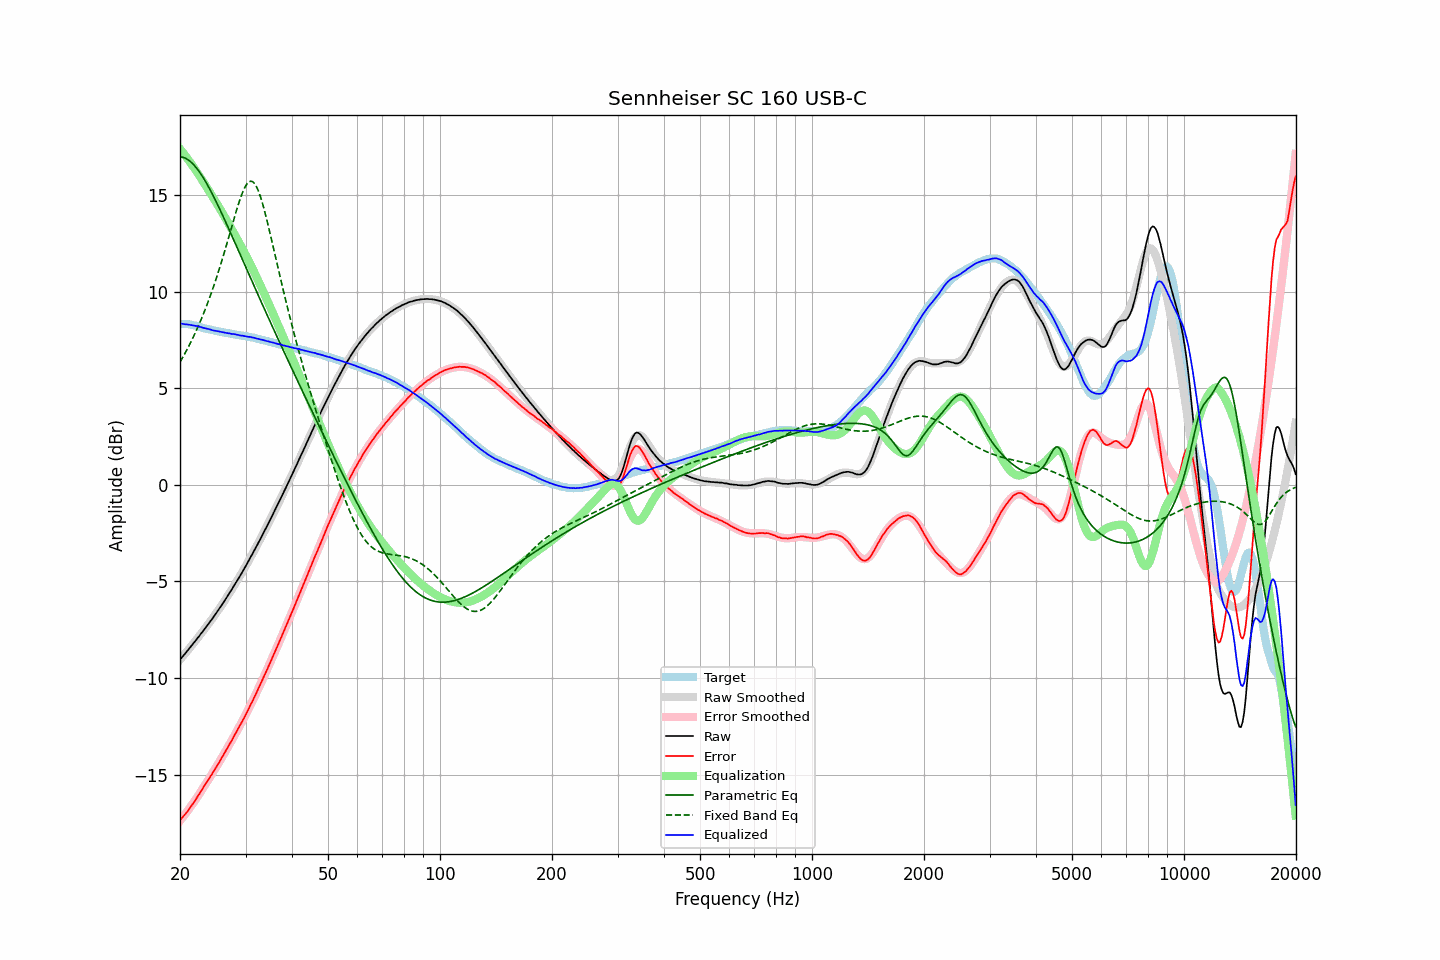 Sennheiser SC 160 USB-C
Amplitude (dBr)
15
10
5
0
−5
−10
−15
Target
Raw Smoothed
Error Smoothed
Raw
Error
Equalization
Parametric Eq
Fixed Band Eq
Equalized
20 50 100 200 500 1000 2000 5000 10000 20000
Frequency (Hz)